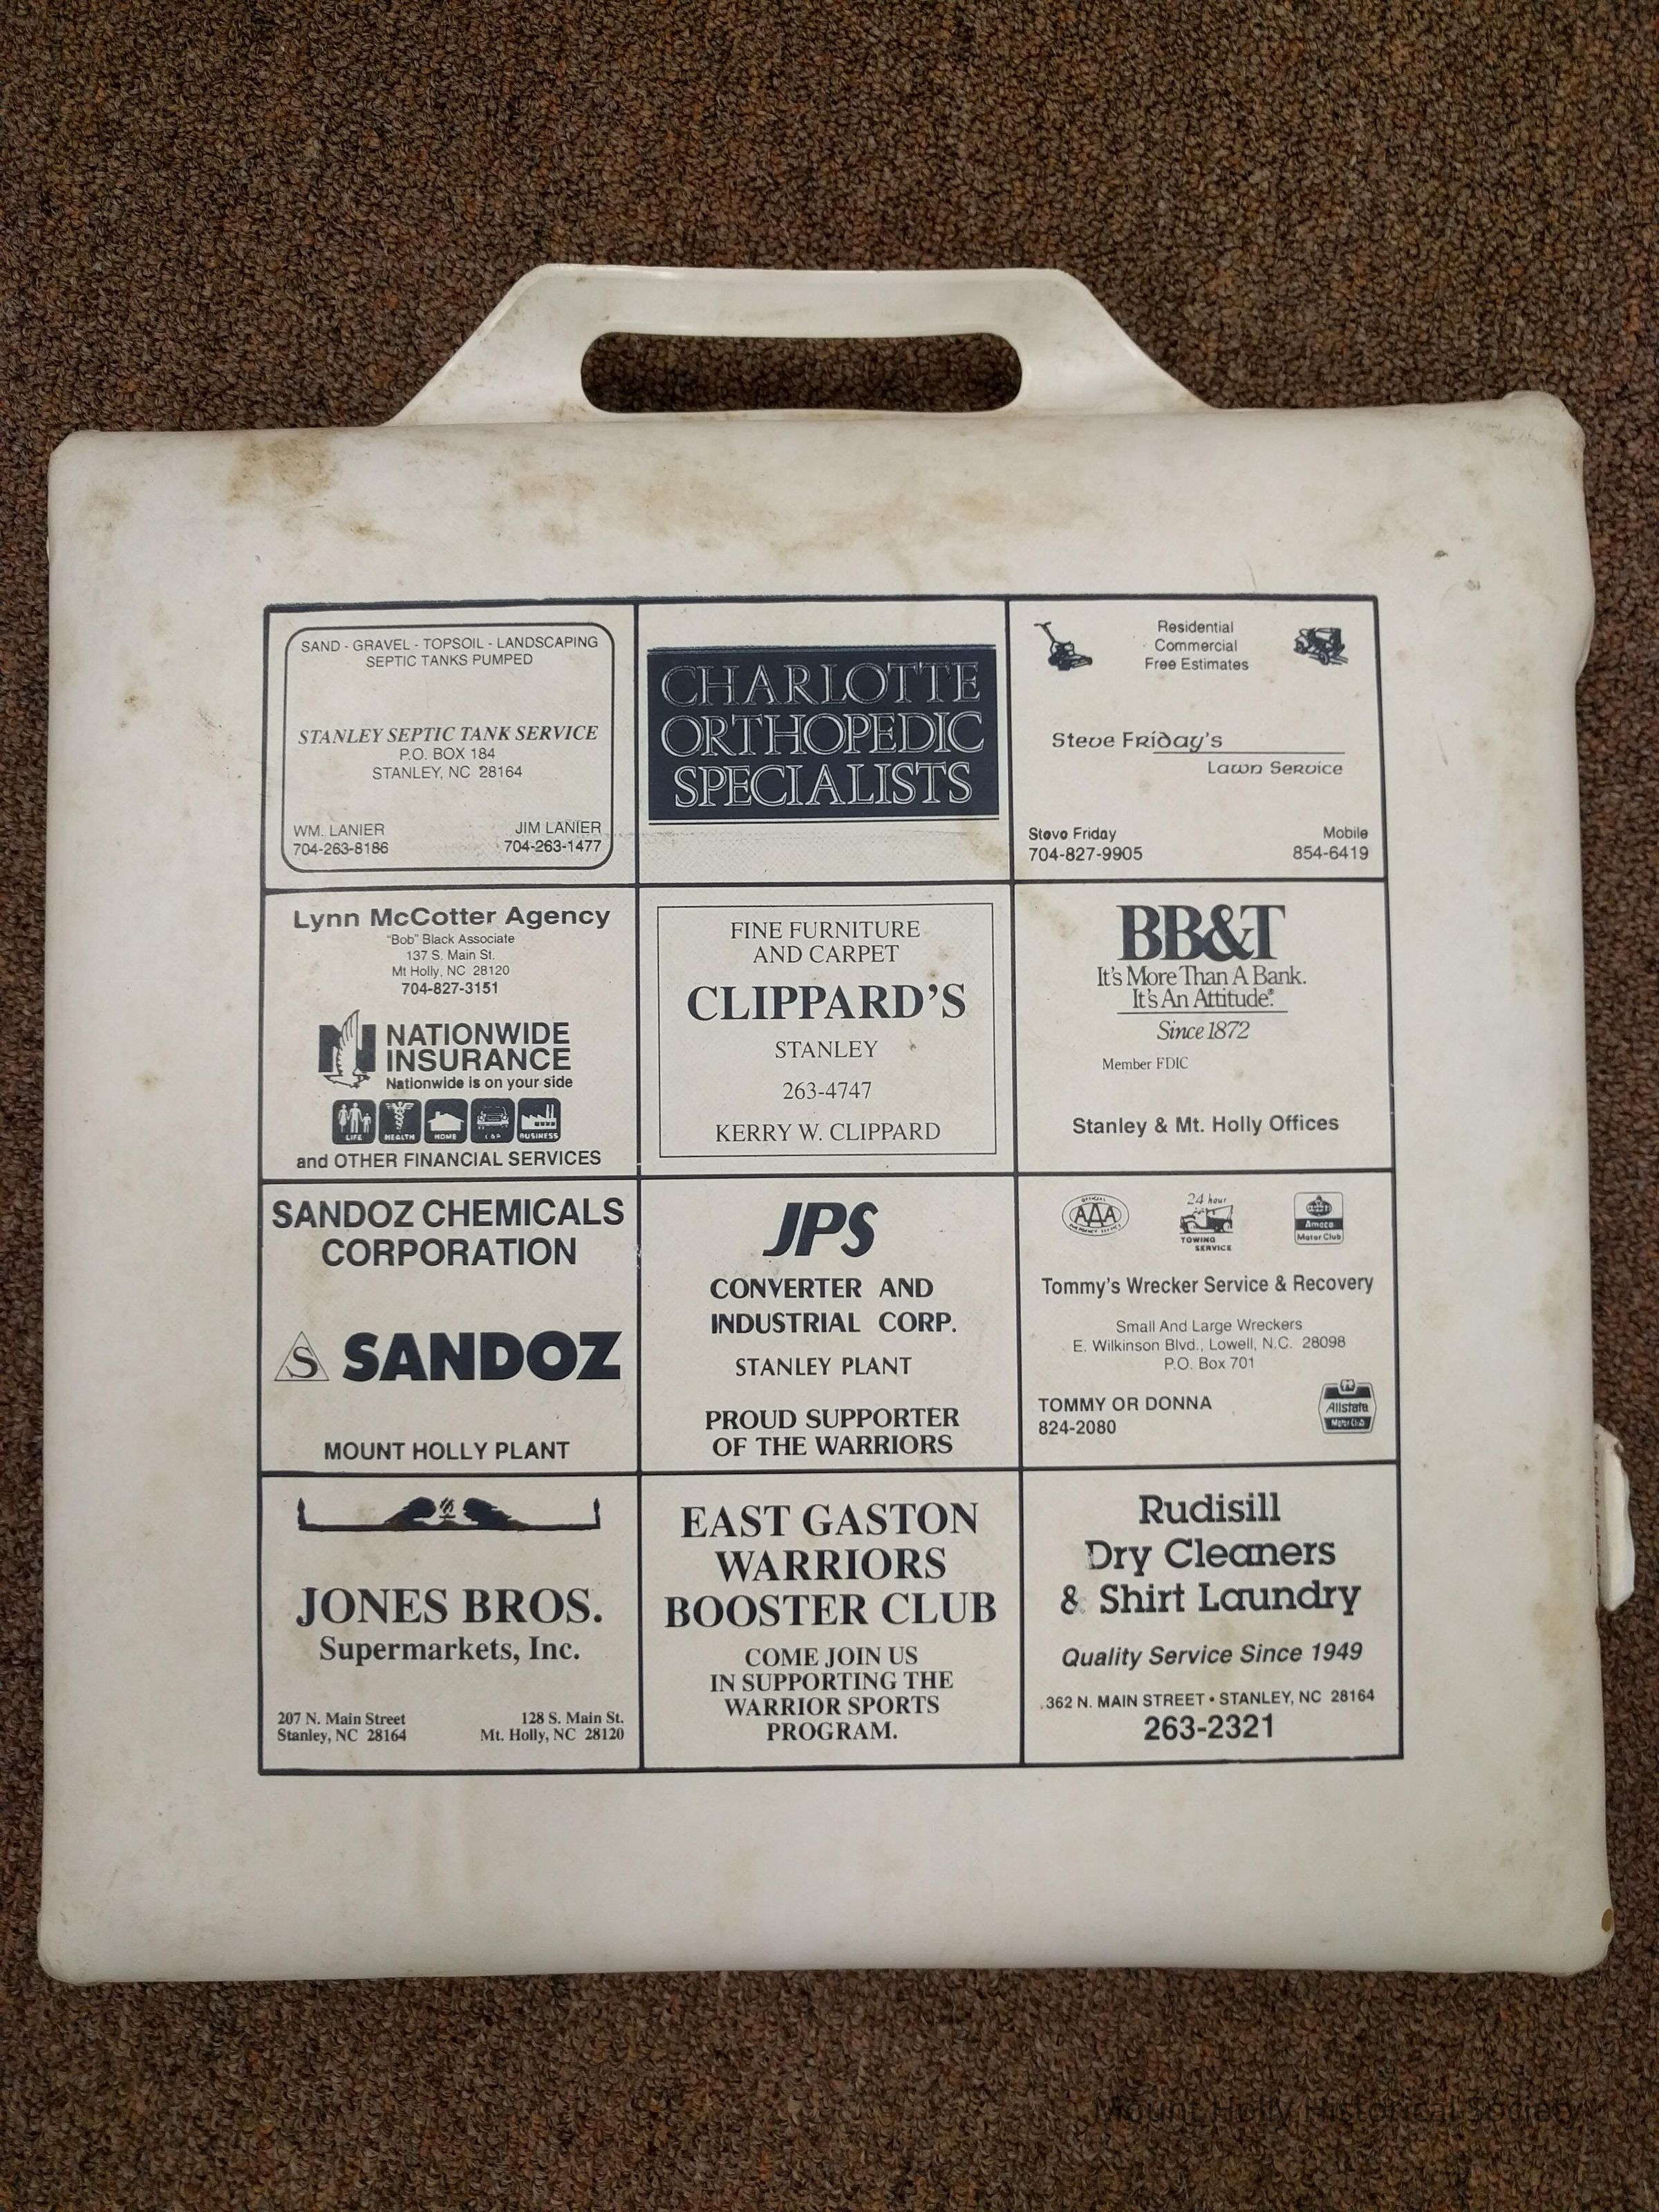 SAND - GRAVEL - TOPSOIL - LANDSCAPING
SEPTIC TANKS PUMPED
STANLEY SEPTIC TANK SERVICE
P.O. BOX 184
STANLEY, NC 28164
WM. LANIER JIM LANIER
704-263-8186 704-263-1477
CHARLOTTE
ORTHOPEDIC
SPECIALISTS
Residential
Commercial
Free Estimates
Steve Friday's
Lawn Service
Steve Friday Mobile
704-827-9905 854-6419
Lynn McCotter Agency
"Bob" Black Associate
137 S. Main St.
Mt Holly, NC 28120
704-827-3151
NATIONWIDE
INSURANCE
Nationwide is on your side
LIFE HEALTH HOME CAR BUSINESS
and OTHER FINANCIAL SERVICES
FINE FURNITURE
AND CARPET
CLIPPARD'S
STANLEY
263-4747
KERRY W. CLIPPARD
BB&T
It's More Than A Bank.
It's An Attitude.®
Since 1872
Member FDIC
Stanley & Mt. Holly Offices
SANDOZ CHEMICALS
CORPORATION
S SANDOZ
MOUNT HOLLY PLANT
JPS
CONVERTER AND
INDUSTRIAL CORP.
STANLEY PLANT
PROUD SUPPORTER
OF THE WARRIORS
OFFICIAL
AAA
24 hour
TOWING
SERVICE
Amoco
Motor Club
Tommy's Wrecker Service & Recovery
Small And Large Wreckers
E. Wilkinson Blvd., Lowell, N.C. 28098
P.O. Box 701
TOMMY OR DONNA
824-2080
Allstate
Motor Club
JONES BROS.
Supermarkets, Inc.
207 N. Main Street 128 S. Main St.
Stanley, NC 28164 Mt. Holly, NC 28120
EAST GASTON
WARRIORS
BOOSTER CLUB
COME JOIN US
IN SUPPORTING THE
WARRIOR SPORTS
PROGRAM.
Rudisill
Dry Cleaners
& Shirt Laundry
Quality Service Since 1949
362 N. MAIN STREET • STANLEY, NC 28164
263-2321
Mount Holly Historical Society